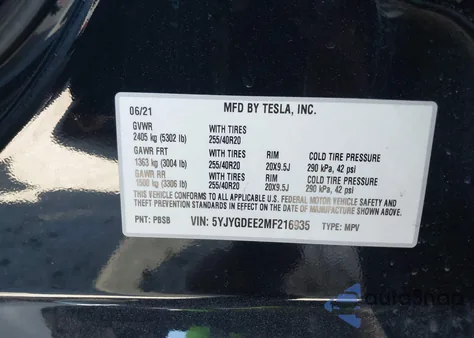 06/21 MFD BY TESLA, INC.
GVWR WITH TIRES
2405 kg (5302 lb) 255/40R20
GAWR FRT WITH TIRES RIM COLD TIRE PRESSURE
1363 kg (3004 lb) 255/40R20 20X9.5J 290 kPa, 42 psi
GAWR RR WITH TIRES RIM COLD TIRE PRESSURE
1500 kg (3306 lb) 255/40R20 20X9.5J 290 kPa, 42 psi
THIS VEHICLE CONFORMS TO ALL APPLICABLE U.S. FEDERAL MOTOR VEHICLE SAFETY AND
THEFT PREVENTION STANDARDS IN EFFECT ON THE DATE OF MANUFACTURE SHOWN ABOVE.
PNT: PBSB VIN: 5YJYGDEE2MF216935 TYPE: MPV
autosnap